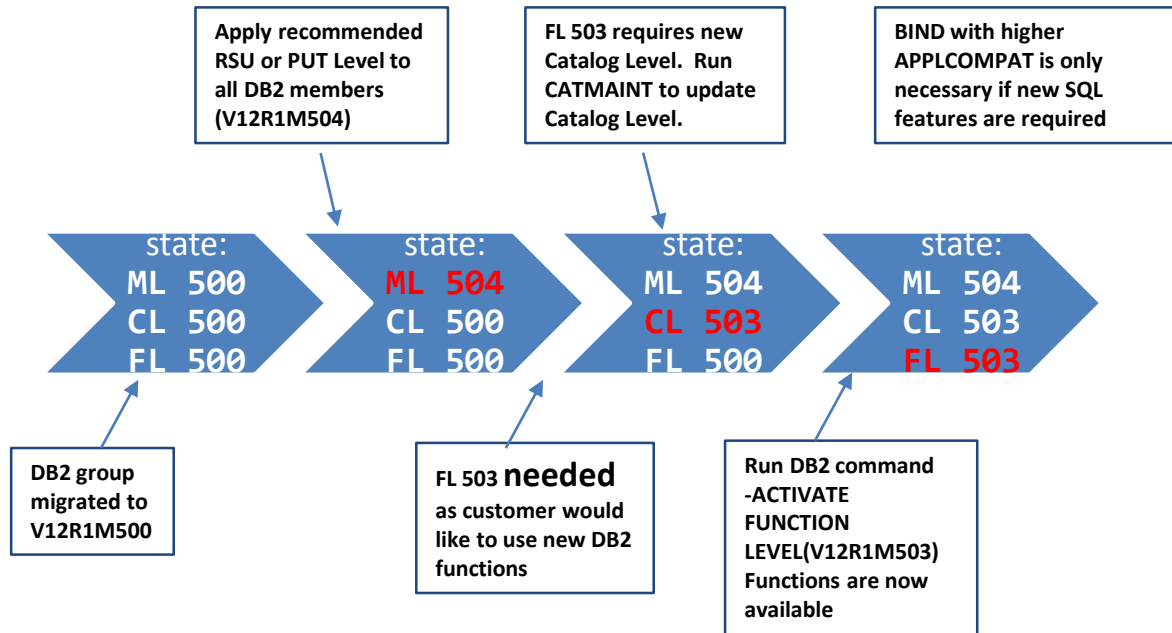 Apply recommended
RSU or PUT Level to
all DB2 members
(V12R1M504)
FL 503 requires new
Catalog Level.  Run
CATMAINT to update
Catalog Level.
BIND with higher
APPLCOMPAT is only
necessary if new SQL
features are required
state:
ML 500
CL 500
FL 500
state:
ML 504
CL 500
FL 500
state:
ML 504
CL 503
FL 500
state:
ML 504
CL 503
FL 503
DB2 group
migrated to
V12R1M500
FL 503 needed
as customer would
like to use new DB2
functions
Run DB2 command
-ACTIVATE
FUNCTION
LEVEL(V12R1M503)
Functions are now
available